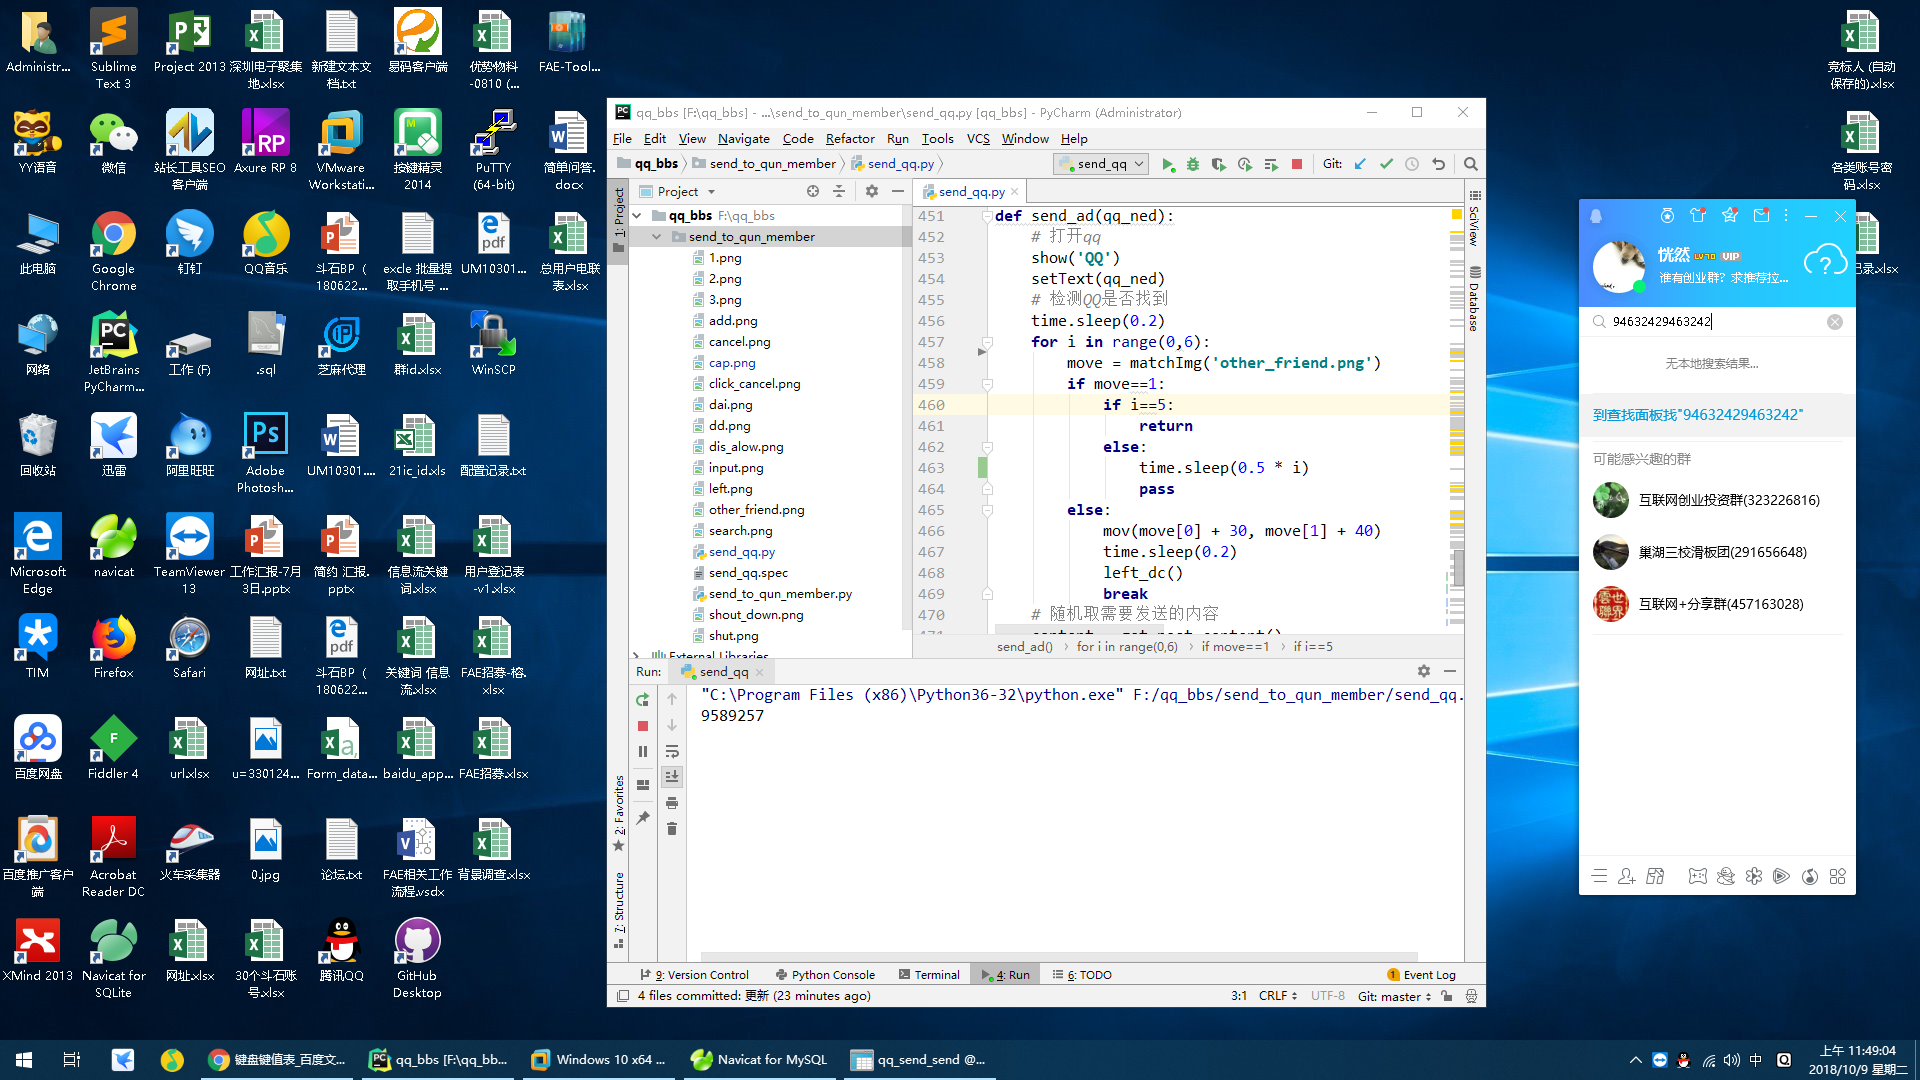 Administr...
Sublime
Text 3
Project 2013
深圳电子聚集
地.xlsx
新建文本文
档.txt
易码客户端
优势物料
-0810 (...
FAE-Tool...
YY语音
微信
站长工具SEO
客户端
Axure RP 8
VMware
Workstati...
按键精灵
2014
PuTTY
(64-bit)
简单问答.
docx
此电脑
Google
Chrome
钉钉
QQ音乐
斗石BP（
180622...
excle 批量提
取手机号 ...
UM10301...
总用户电联
表.xlsx
网络
JetBrains
PyCharm...
工作 (F)
.sql
芝麻代理
群id.xlsx
WinSCP
回收站
迅雷
阿里旺旺
Adobe
Photosh...
UM10301....
21ic_id.xls
配置记录.txt
Microsoft
Edge
navicat
TeamViewer
13
工作汇报-7月
3日.pptx
简约 汇报.
pptx
信息流关键
词.xlsx
用户登记表
-v1.xlsx
TIM
Firefox
Safari
网址.txt
斗石BP（
180622...
关键词 信息
流.xlsx
FAE招募-榕.
xlsx
百度网盘
Fiddler 4
url.xlsx
u=330124...
Form_data...
baidu_app...
FAE招募.xlsx
百度推广客户
端
Acrobat
Reader DC
火车采集器
0.jpg
论坛.txt
FAE相关工作
流程.vsdx
背景调查.xlsx
XMind 2013
Navicat for
SQLite
网址.xlsx
30个斗石账
号.xlsx
腾讯QQ
GitHub
Desktop
竞标人 (自动
保存的).xlsx
各类账号密
码.xlsx
记录.xlsx
qq_bbs [F:\qq_bbs] - ...\send_to_qun_member\send_qq.py [qq_bbs] - PyCharm (Administrator)
File Edit View Navigate Code Refactor Run Tools VCS Window Help
qq_bbs send_to_qun_member send_qq.py send_qq Git:
1: Project
Project
send_qq.py
qq_bbs F:\qq_bbs
send_to_qun_member
1.png
2.png
3.png
add.png
cancel.png
cap.png
click_cancel.png
dai.png
dd.png
dis_alow.png
input.png
left.png
other_friend.png
search.png
send_qq.py
send_qq.spec
send_to_qun_member.py
shout_down.png
shut.png
External Libraries
451 def send_ad(qq_ned):
452 # 打开qq
453 show('QQ')
454 setText(qq_ned)
455 # 检测QQ是否找到
456 time.sleep(0.2)
457 for i in range(0,6):
458 move = matchImg('other_friend.png')
459 if move==1:
460 if i==5:
461 return
462 else:
463 time.sleep(0.5 * i)
464 pass
465 else:
466 mov(move[0] + 30, move[1] + 40)
467 time.sleep(0.2)
468 left_dc()
469 break
470 # 随机取需要发送的内容
send_ad() › for i in range(0,6) › if move==1 › if i==5
SciView
Database
Run: send_qq
"C:\Program Files (x86)\Python36-32\python.exe" F:/qq_bbs/send_to_qun_member/send_qq.
9589257
2: Favorites
7: Structure
9: Version Control Python Console Terminal 4: Run 6: TODO 1 Event Log
4 files committed: 更新 (23 minutes ago) 3:1 CRLF UTF-8 Git: master
恍然 LV70 VIP
谁有创业群？求推荐拉...
94632429463242
无本地搜索结果...
到查找面板找"94632429463242"
可能感兴趣的群
互联网创业投资群(323226816)
巢湖三校滑板团(291656648)
互联网+分享群(457163028)
键盘键值表_百度文...
qq_bbs [F:\qq_bb...
Windows 10 x64 ...
Navicat for MySQL
qq_send_send @...
中
上午 11:49:04
2018/10/9 星期二